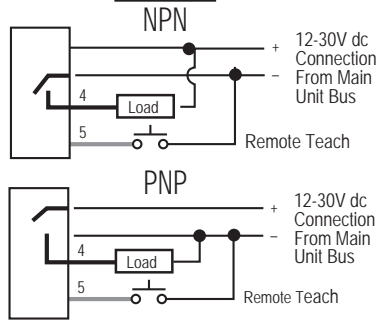 NPN
+
–
12-30V dc
Connection
From Main
Unit Bus
4
Load
5
Remote Teach
PNP
+
–
12-30V dc
Connection
From Main
Unit Bus
4
Load
5
Remote Teach